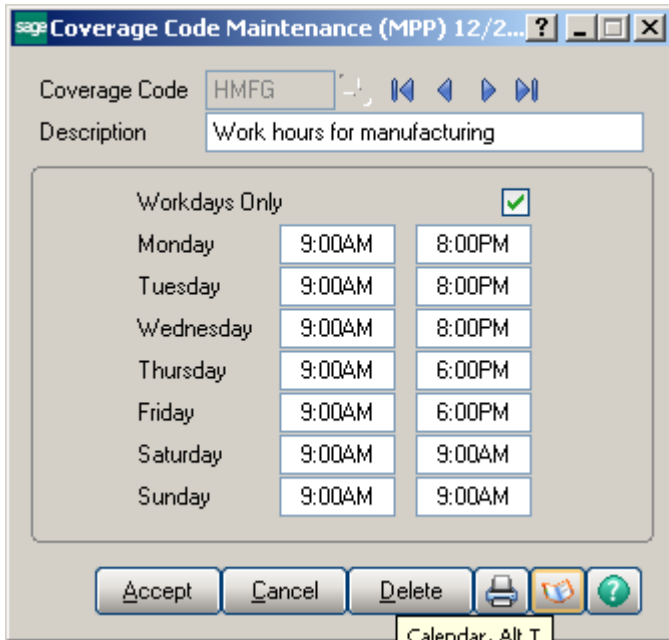 sage Coverage Code Maintenance (MPP) 12/2... ?
Coverage Code HMFG
Description Work hours for manufacturing
Workdays Only
Monday 9:00AM 8:00PM
Tuesday 9:00AM 8:00PM
Wednesday 9:00AM 8:00PM
Thursday 9:00AM 6:00PM
Friday 9:00AM 6:00PM
Saturday 9:00AM 9:00AM
Sunday 9:00AM 9:00AM
Accept Cancel Delete ?
Calendar, Alt T